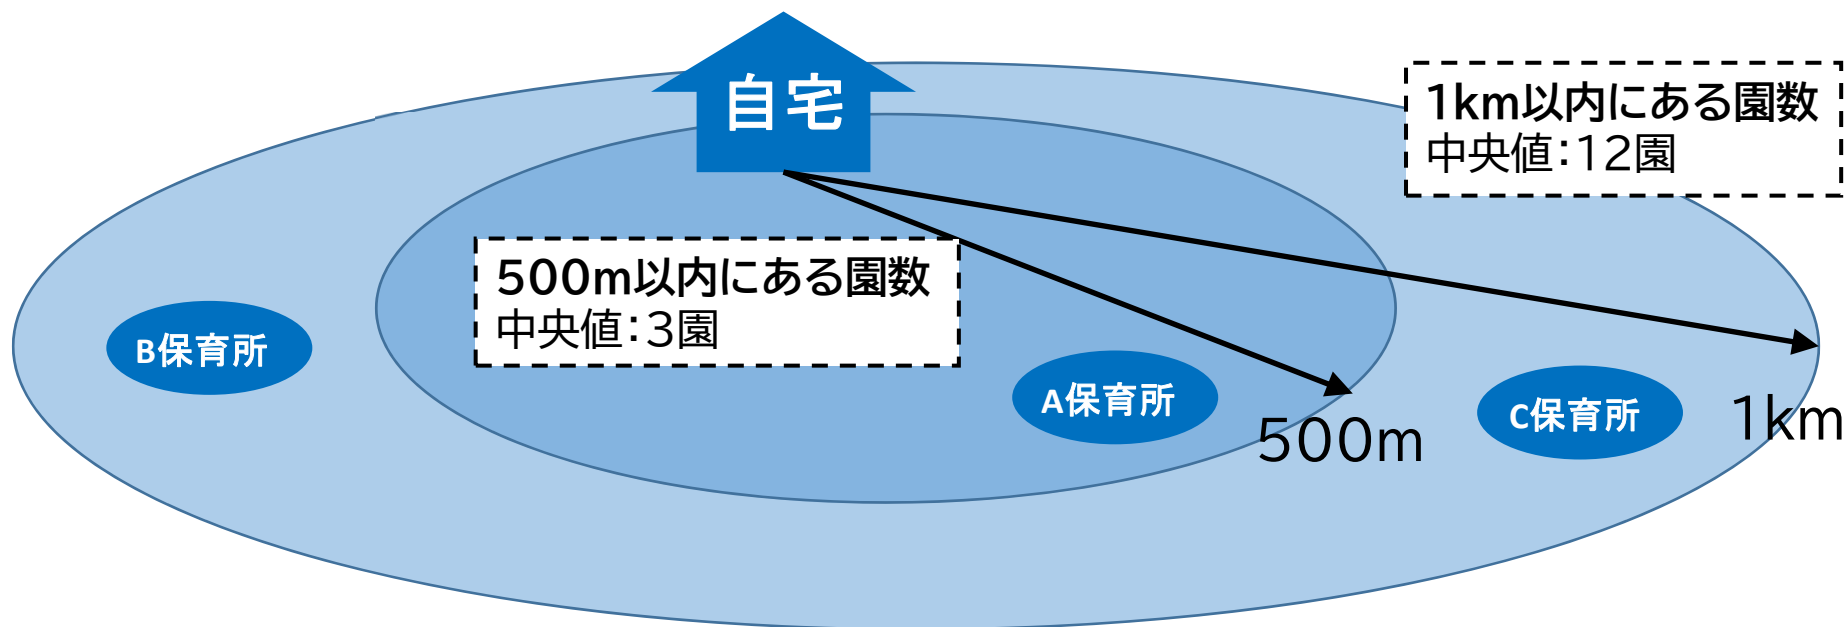 自宅
1km以内にある園数
中央値：12園
500m以内にある園数
中央値：3園
B保育所
A保育所
C保育所
500m
1km